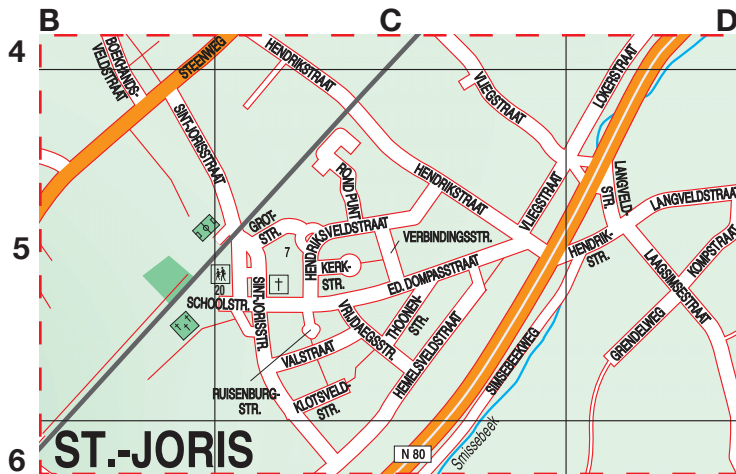 B C D
4
BOEKHANDS-
VELDSTRAAT
STEENWEG
HENDRIKSTRAAT
VLIEGSTRAAT
LOKERSTRAAT
SINT-JORISSTRAAT
ROND PUNT
HENDRIKSTRAAT
VLIEGSTRAAT
LANGVELD-
STR.
LANGVELDSTRAAT
GROT-
STR.
HENDRIKSVELDSTRAAT
VERBINDINGSSTR.
5
7
HENDRIK-
STR.
KOMPSTRAAT
KERK-
STR.
ED. DOMPASSTRAAT
LAAGSIMSESTRAAT
20
SCHOOLSTR.
SINT-JORISSTR.
VRIJDAEGSSTR.
THOONEN-
STR.
HEMELSVELDSTRAAT
SIMSEBEEKWEG
GRENDELWEG
VALSTRAAT
RUISENBURG-
STR.
KLOTSVELD-
STR.
6
ST.-JORIS
N 80
Smissebeek